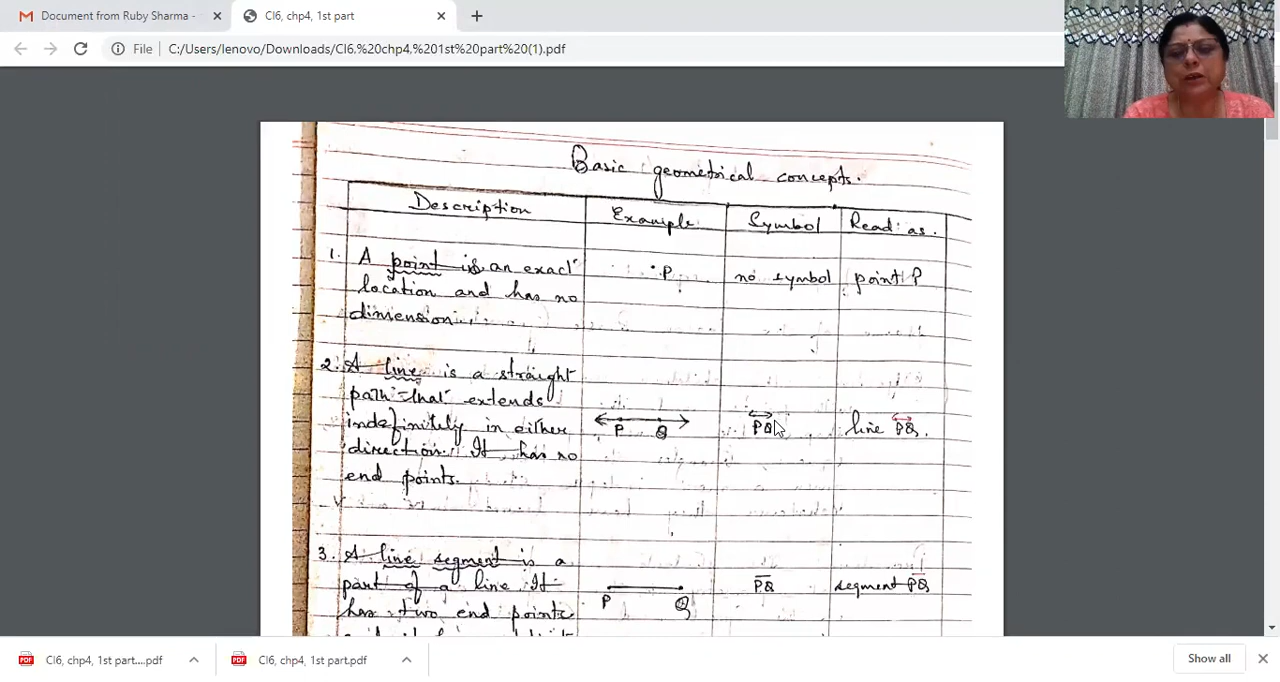 Document from Ruby Sharma -
Cl6, chp4, 1st part
File
C:/Users/lenovo/Downloads/Cl6.%20chp4,%201st%20part%20(1).pdf
Basic geometrical concepts.
Description Example Symbol Read as.
1. A point is an exact location and has no dimension.
.P
no symbol
point P
2. A line is a straight
path that extends
indefinitely in either
direction. It has no
end points.
P Q
PQ
line PQ.
3. A line segment is a
part of a line. It
has two end points
P Q
PQ
segment PQ
Cl6, chp4, 1st part....pdf
Cl6, chp4, 1st part.pdf
Show all